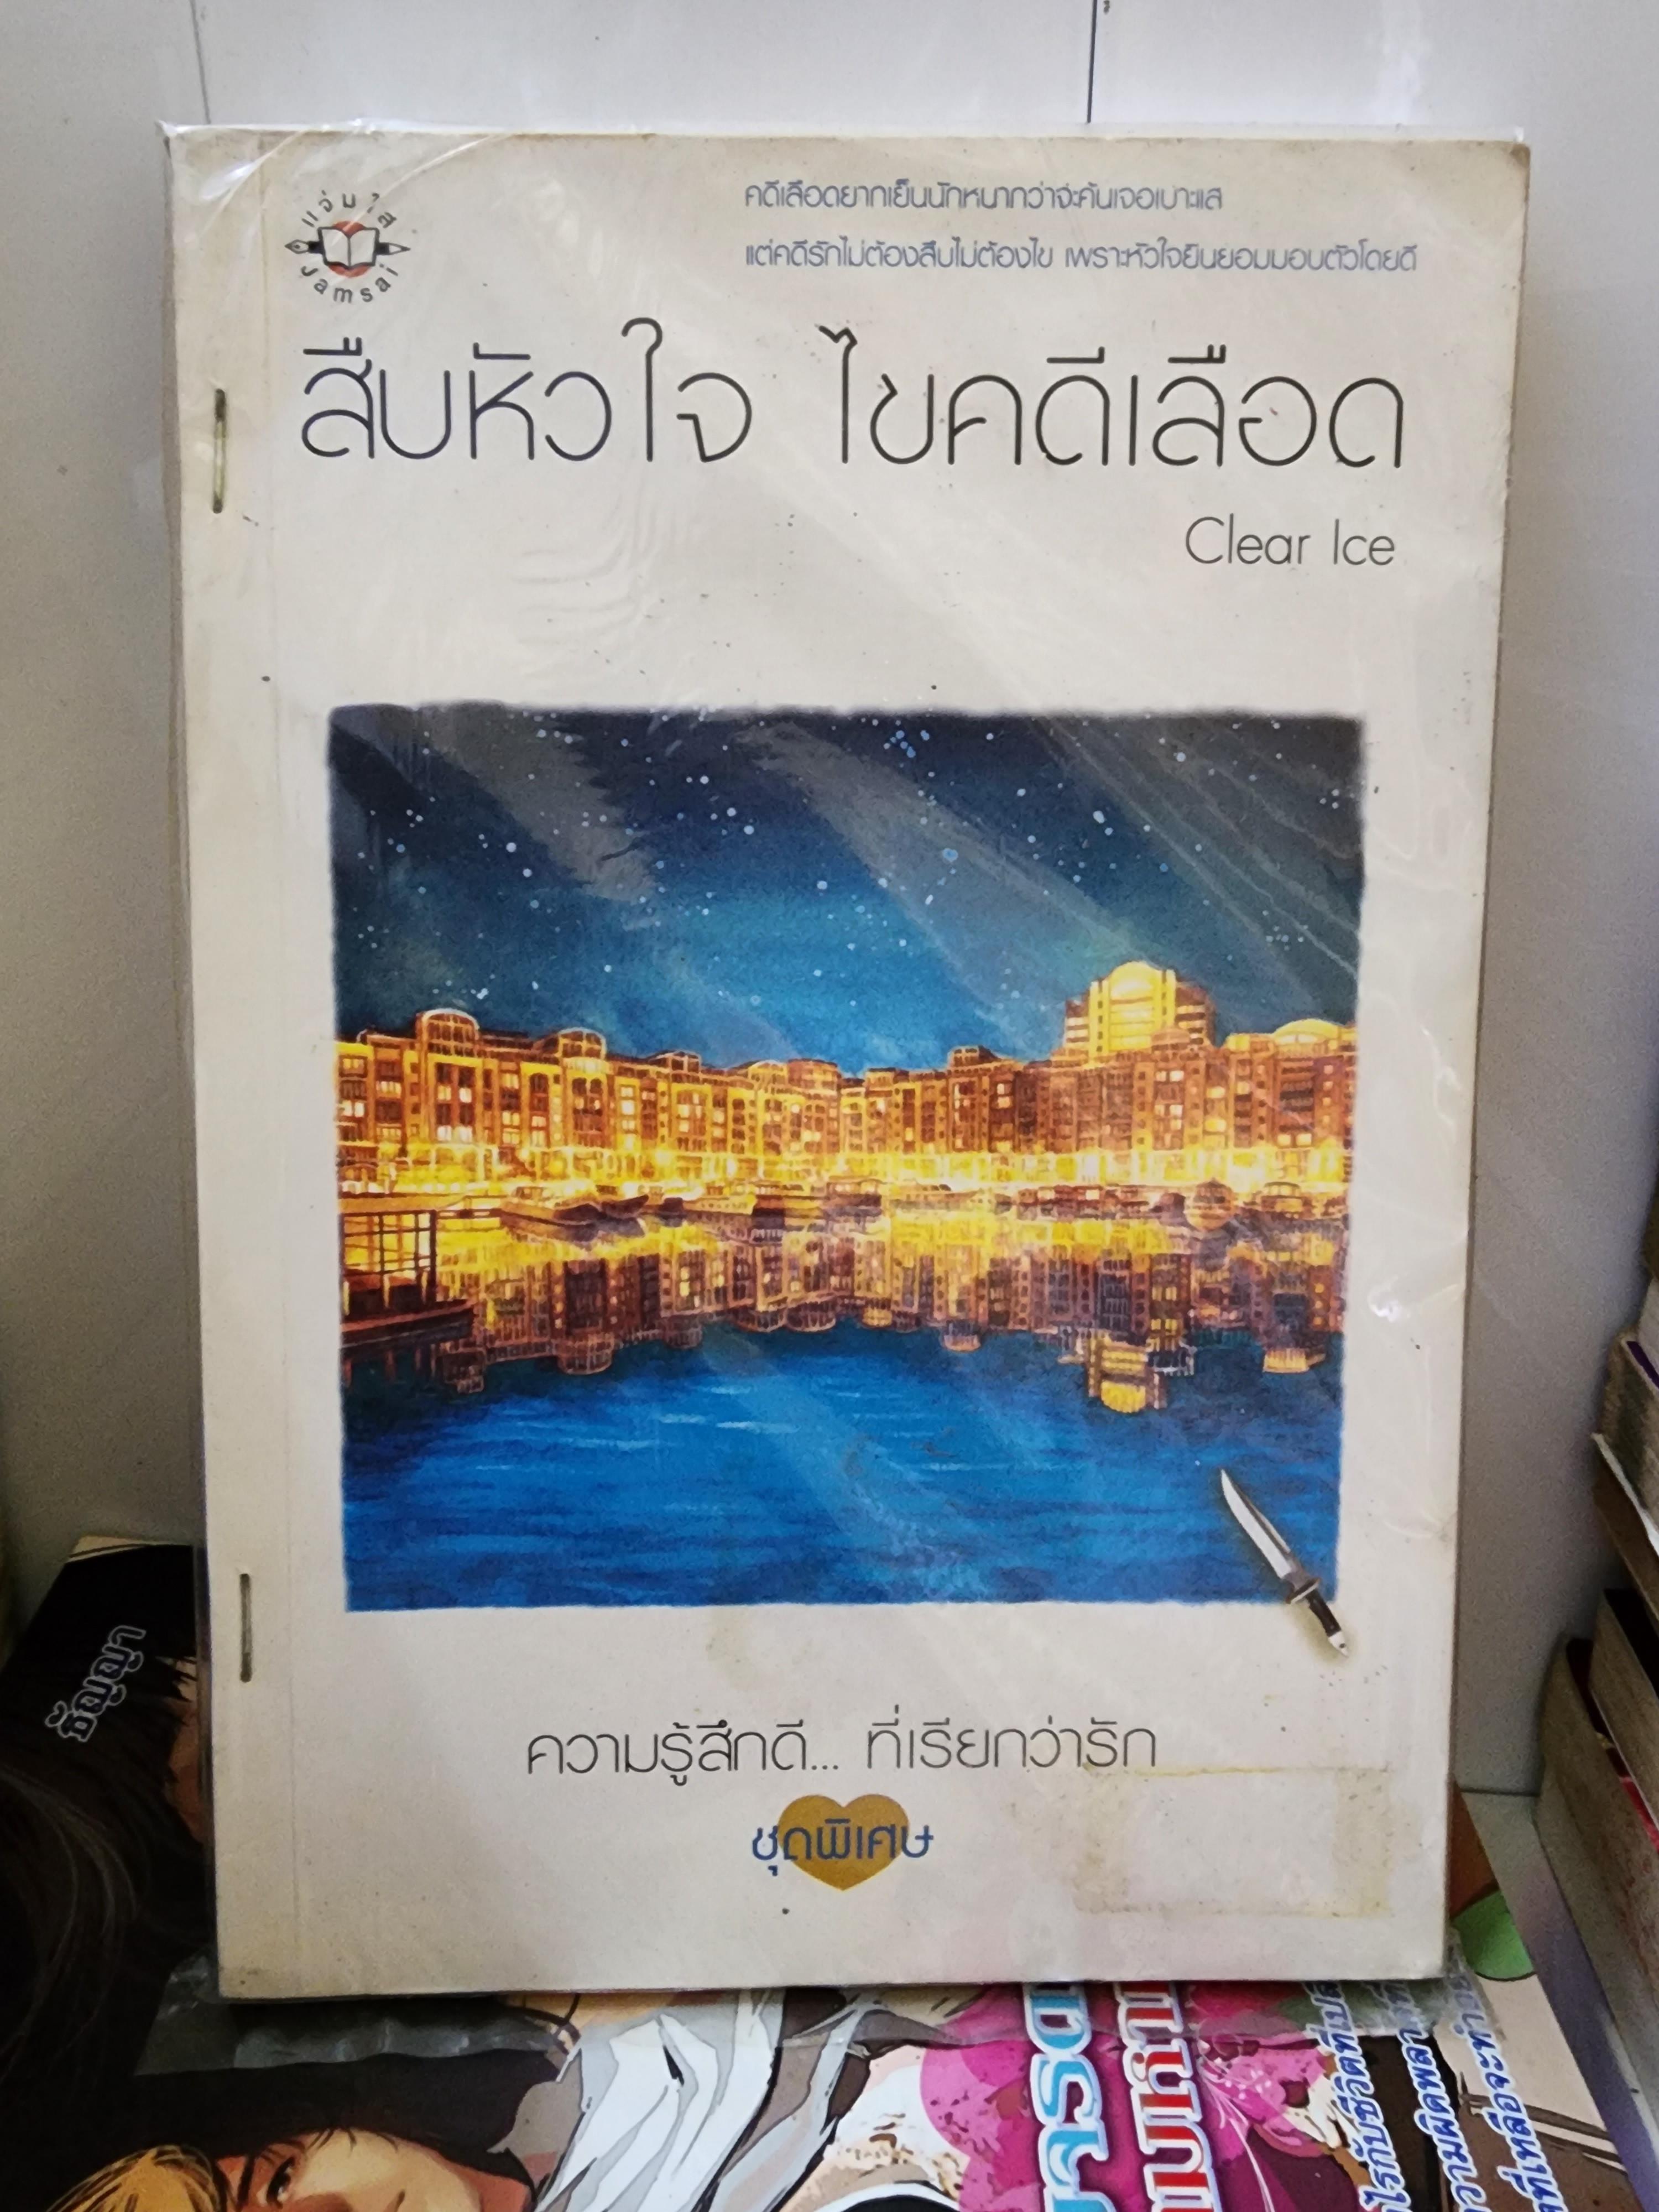 แจ่มใส
Jamsai
คดีเลือดยากเย็นนักหนากว่าจะค้นเจอเบาะแส
แต่คดีรักไม่ต้องสืบไม่ต้องไข เพราะหัวใจยินยอมมอบตัวโดยดี
สืบหัวใจ ไขคดีเลือด
Clear Ice
ความรู้สึกดี... ที่เรียกว่ารัก
ชุดพิเศษ
ธัญญา